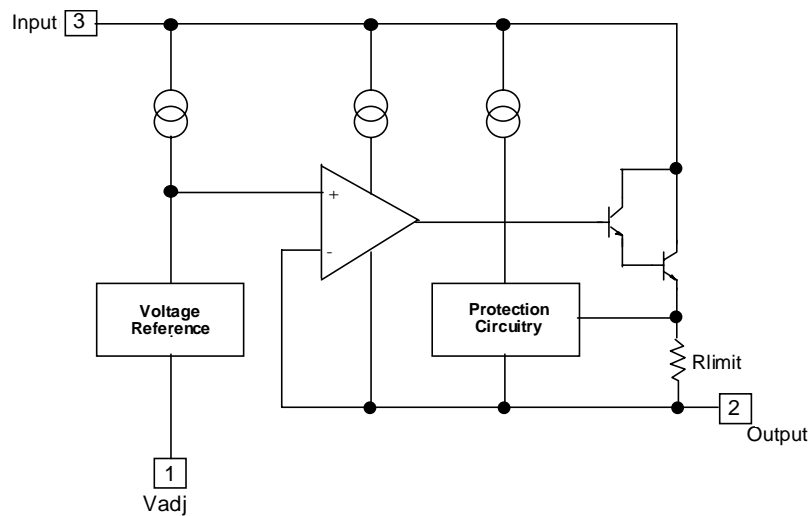 Input 3
+
-
Voltage
Reference
Protection
Circuitry
Rlimit
2
Output
1
Vadj